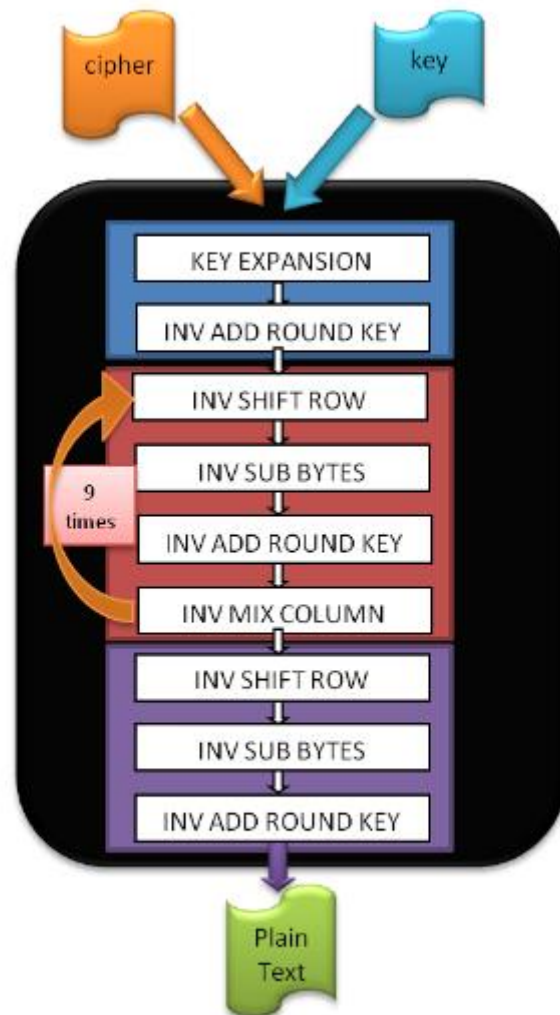 cipher
key
KEY EXPANSION
INV ADD ROUND KEY
INV SHIFT ROW
INV SUB BYTES
9
times
INV ADD ROUND KEY
INV MIX COLUMN
INV SHIFT ROW
INV SUB BYTES
INV ADD ROUND KEY
Plain
Text